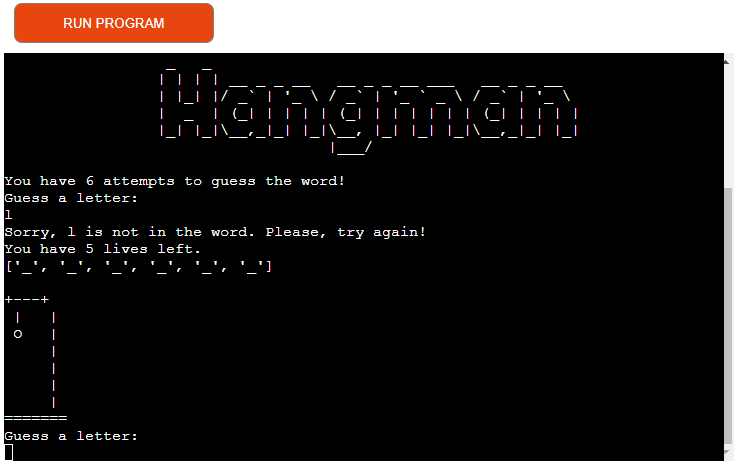 RUN PROGRAM
Hangman
You have 6 attempts to guess the word!
Guess a letter:
l
Sorry, l is not in the word. Please, try again!
You have 5 lives left.
['_', '_', '_', '_', '_', '_']
+---+
 |   |
 O   |
     |
     |
     |
     |
=======
Guess a letter: